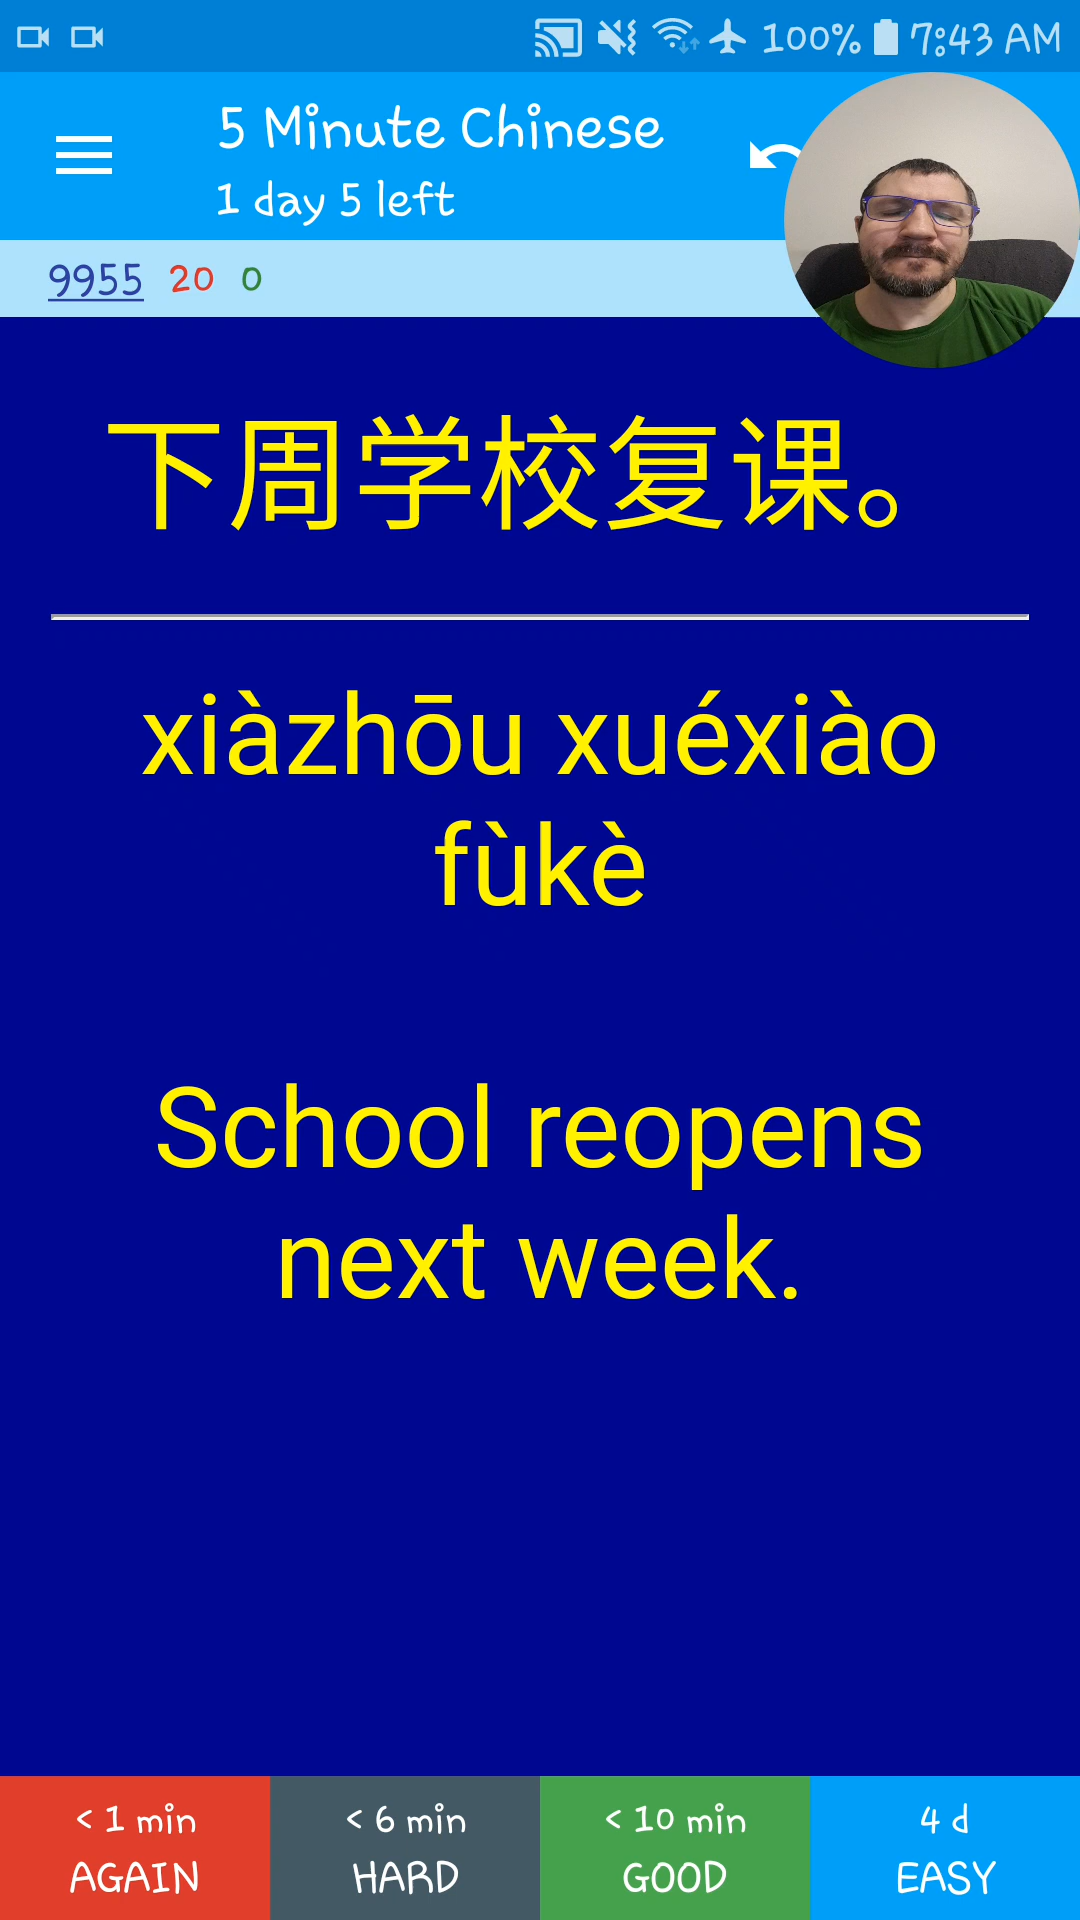 100% 7:43 AM
5 Minute Chinese
1 day 5 left
9955 20 0
下周学校复课。
xiàzhōu xuéxiào
fùkè
School reopens
next week.
< 1 min < 6 min < 10 min 4 d
AGAIN HARD GOOD EASY